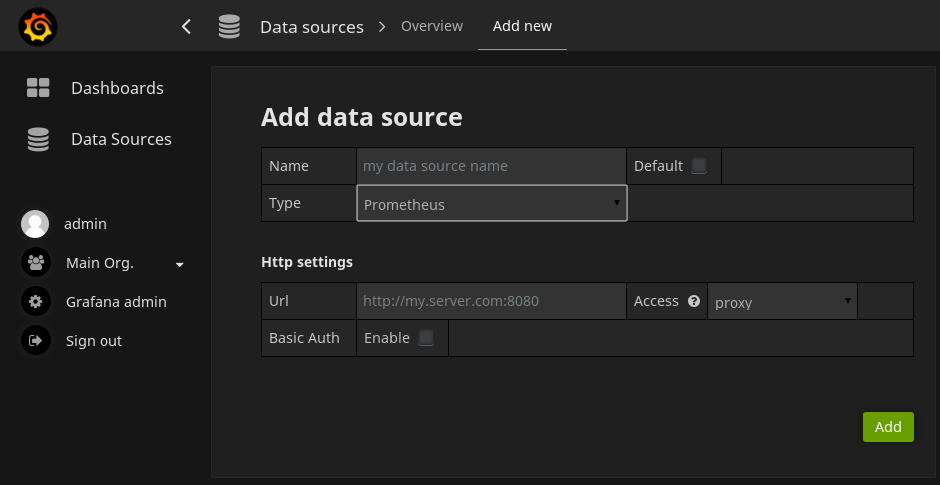 Data sources Overview Add new
Dashboards
Data Sources
admin
Main Org.
Grafana admin
Sign out
Add data source
Name my data source name Default
Type Prometheus
Http settings
Url http://my.server.com:8080 Access ? proxy
Basic Auth Enable
Add